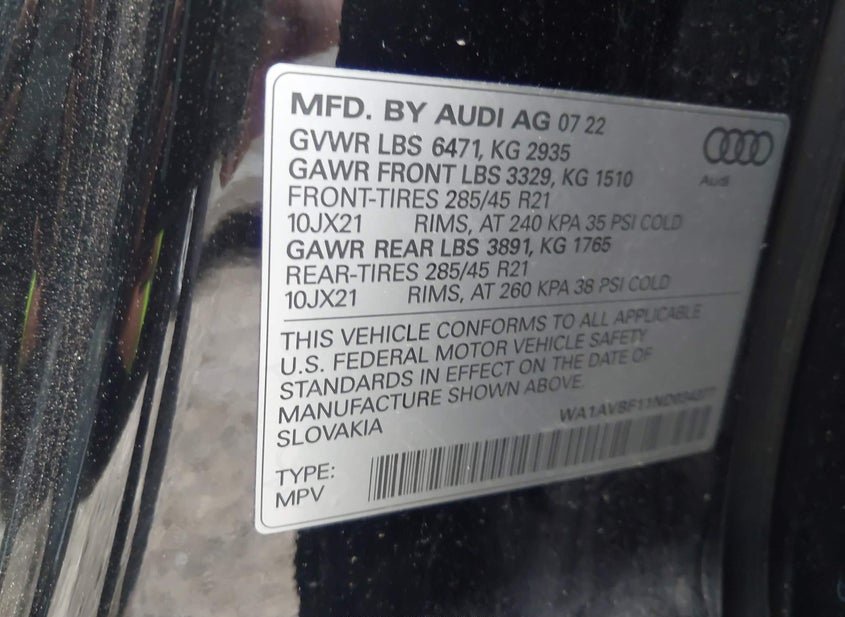 MFD. BY AUDI AG 07 22
GVWR LBS 6471, KG 2935
GAWR FRONT LBS 3329, KG 1510
FRONT-TIRES 285/45 R21
10JX21 RIMS, AT 240 KPA 35 PSI COLD
GAWR REAR LBS 3891, KG 1765
REAR-TIRES 285/45 R21
10JX21 RIMS, AT 260 KPA 38 PSI COLD
Audi
THIS VEHICLE CONFORMS TO ALL APPLICABLE
U.S. FEDERAL MOTOR VEHICLE SAFETY
STANDARDS IN EFFECT ON THE DATE OF
MANUFACTURE SHOWN ABOVE.
SLOVAKIA
TYPE:
MPV